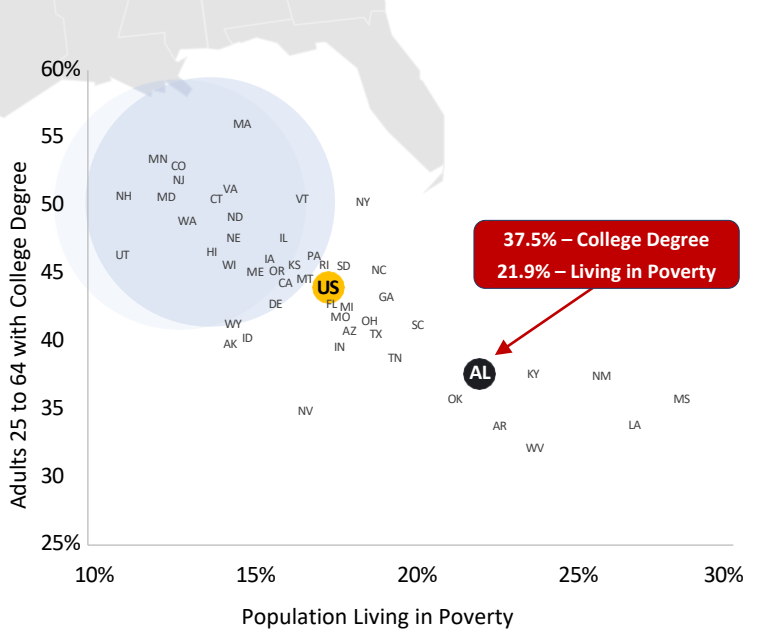 60%
55
50
45
40
35
30
25%
Adults 25 to 64 with College Degree
MA
MN
CO
NJ
NH
MD
CT
VA
VT
NY
WA
ND
NE
IL
37.5% – College Degree
21.9% – Living in Poverty
UT
HI
WI
IA
ME
OR
KS
PA
RI
SD
NC
CA
MT
US
GA
DE
FL
MI
MO
OH
SC
WY
AZ
TX
AK
ID
IN
TN
AL
KY
NM
OK
MS
NV
AR
LA
WV
10%
15%
20%
25%
30%
Population Living in Poverty